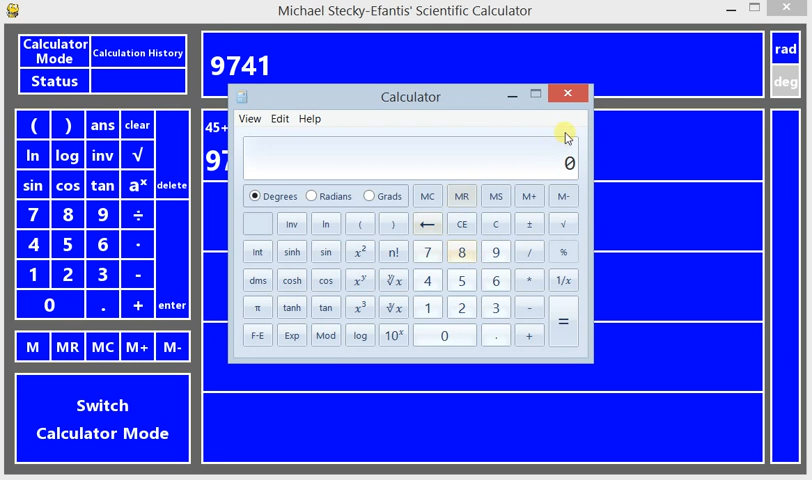 Michael Stecky-Efantis' Scientific Calculator
Calculator
Mode
Calculation History
Status
9741
rad
deg
45+
97
( ) ans clear
ln log inv √
sin cos tan aˣ delete
7 8 9 ÷
4 5 6 ·
1 2 3 -
0 . + enter
M MR MC M+ M-
Switch
Calculator Mode
Calculator
View Edit Help
0
Degrees Radians Grads MC MR MS M+ M-
Inv ln ( ) ← CE C ± √
Int sinh sin x² n! 7 8 9 / %
dms cosh cos xʸ ʸ√x 4 5 6 * 1/x
π tanh tan x³ ³√x 1 2 3 - =
F-E Exp Mod log 10ˣ 0 . +